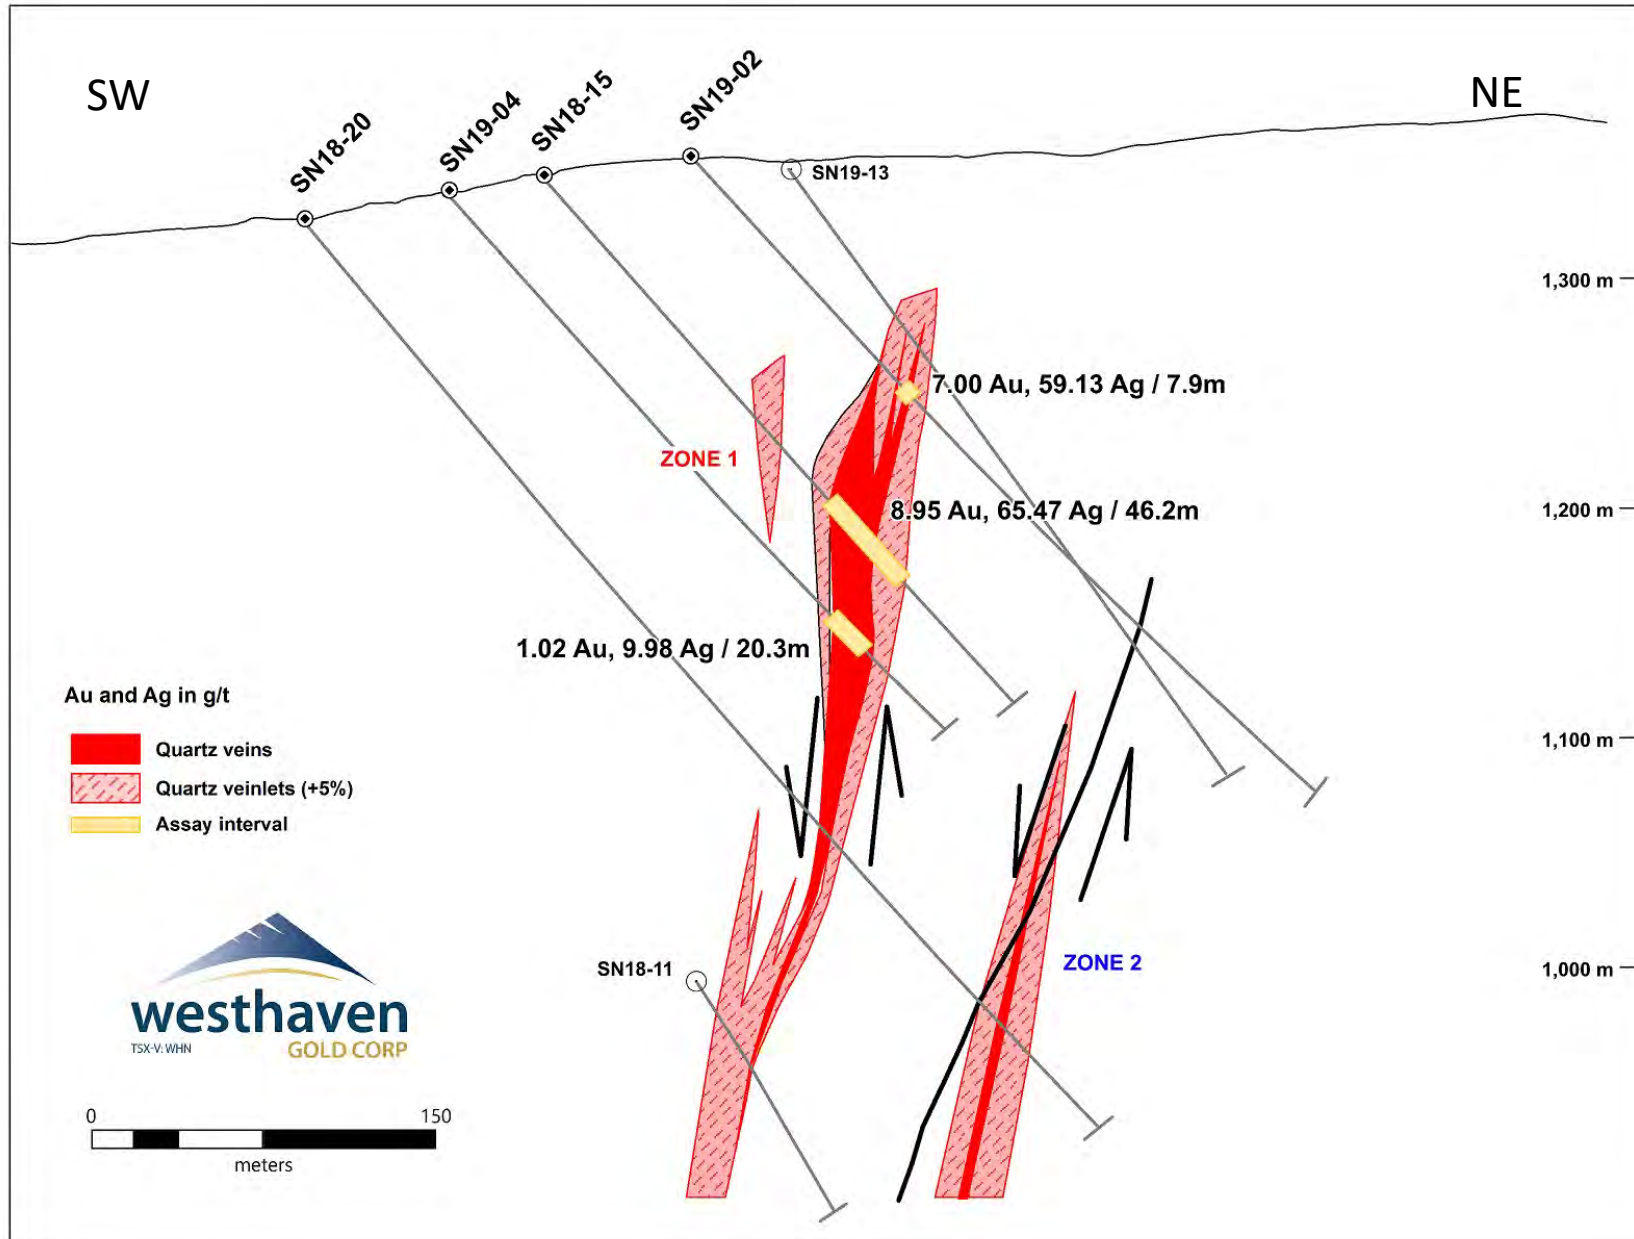 SW
NE
SN18-20
SN19-04
SN18-15
SN19-02
SN19-13
1,300 m
7.00 Au, 59.13 Ag / 7.9m
ZONE 1
8.95 Au, 65.47 Ag / 46.2m
1,200 m
1.02 Au, 9.98 Ag / 20.3m
Au and Ag in g/t
Quartz veins
Quartz veinlets (+5%)
Assay interval
1,100 m
ZONE 2
SN18-11
1,000 m
westhaven
TSX-V: WHN
GOLD CORP
0 150
meters